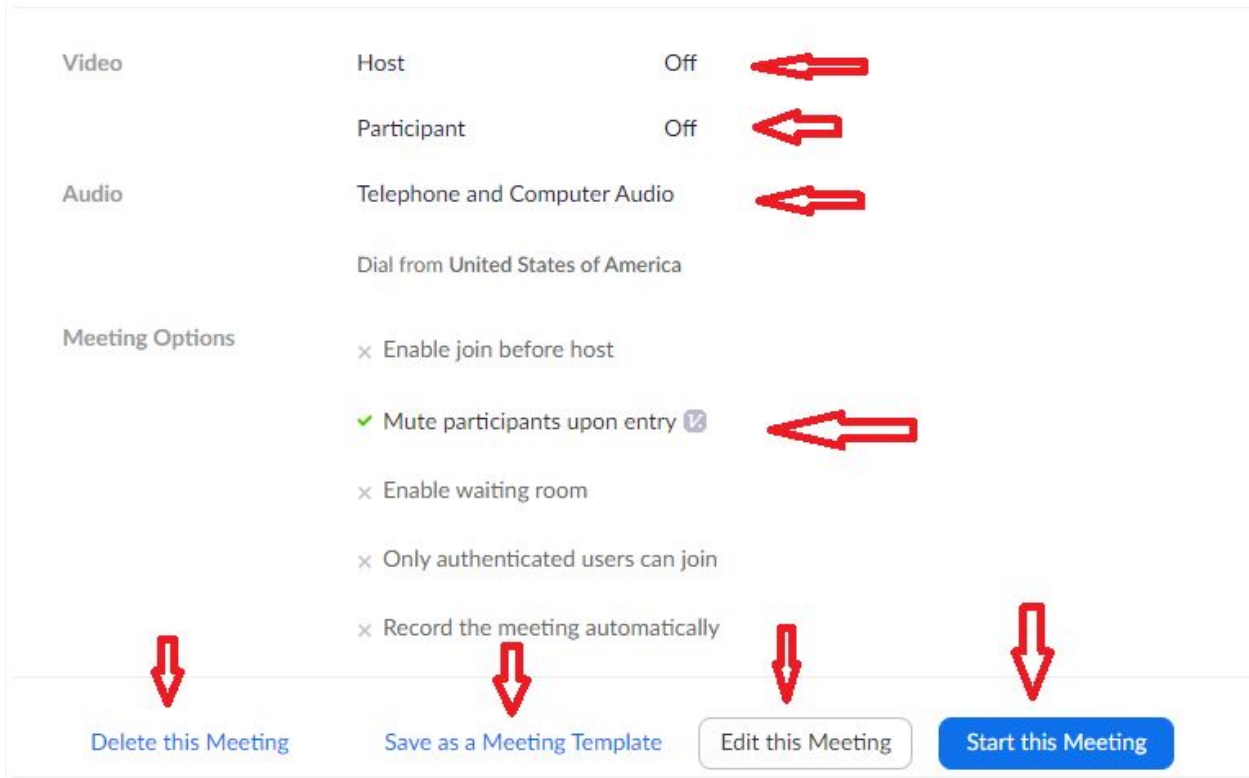 Video Host Off
Participant Off
Audio Telephone and Computer Audio
Dial from United States of America
Meeting Options
Enable join before host
Mute participants upon entry
Enable waiting room
Only authenticated users can join
Record the meeting automatically
Delete this Meeting Save as a Meeting Template Edit this Meeting Start this Meeting